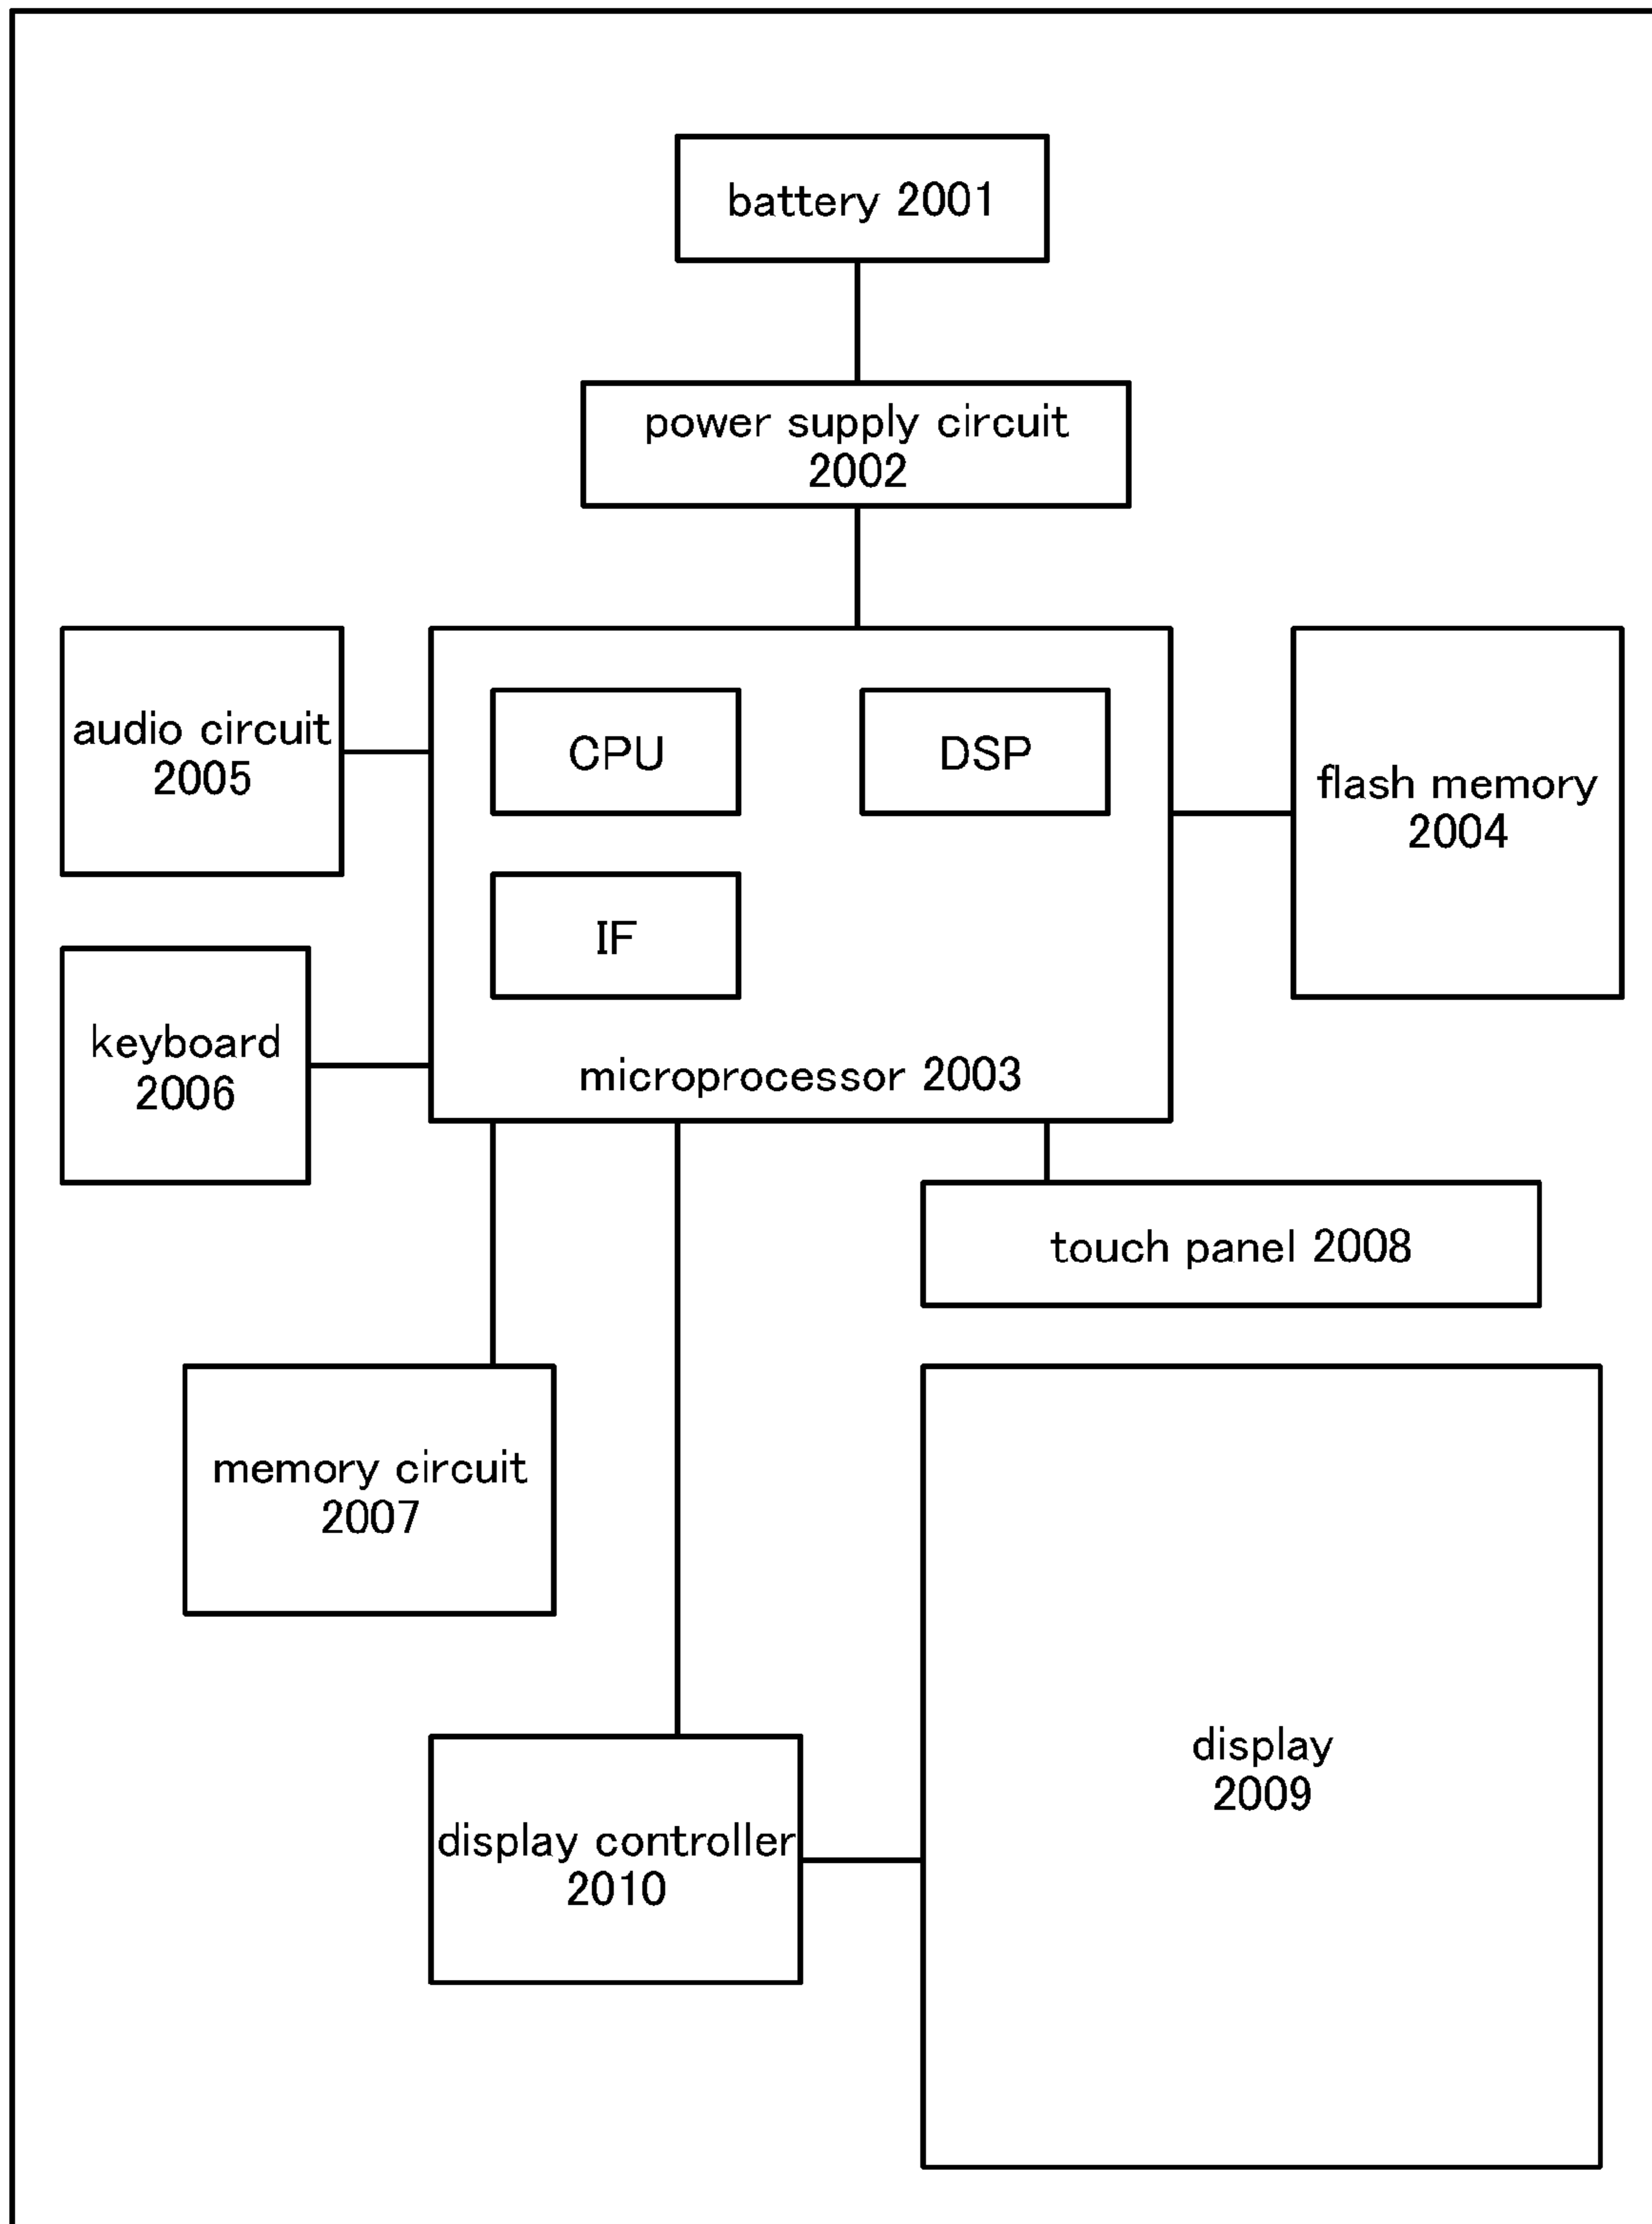 battery 2001
power supply circuit
2002
audio circuit
2005
CPU
DSP
flash memory
2004
IF
keyboard
2006
microprocessor 2003
touch panel 2008
memory circuit
2007
display
2009
display controller
2010